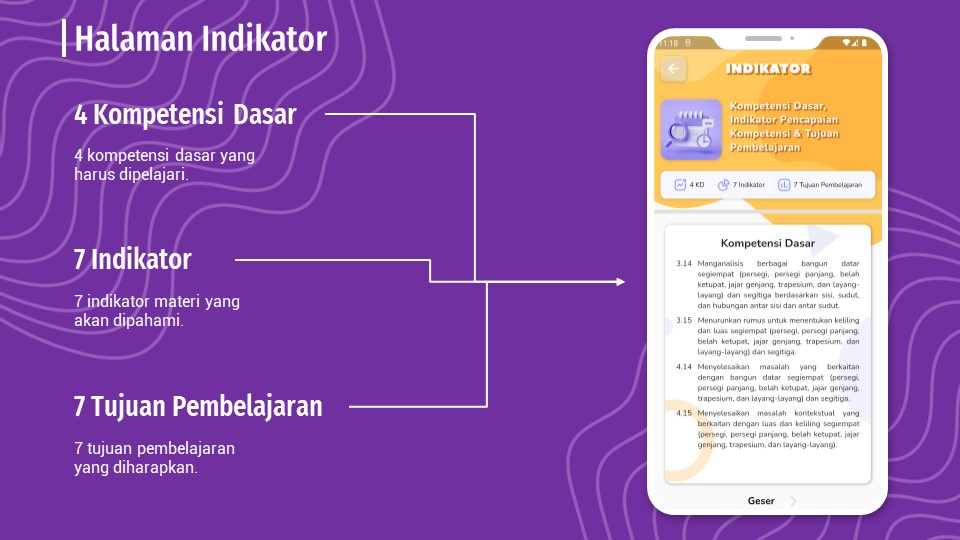 Halaman Indikator
4 Kompetensi Dasar
4 kompetensi dasar yang
harus dipelajari.
7 Indikator
7 indikator materi yang
akan dipahami.
7 Tujuan Pembelajaran
7 tujuan pembelajaran
yang diharapkan.
11:18
INDIKATOR
Kompetensi Dasar,
Indikator Pencapaian
Kompetensi & Tujuan
Pembelajaran
4 KD 7 Indikator 7 Tujuan Pembelajaran
Kompetensi Dasar
3.14 Manganalisis berbagai bangun datar
segiempat (persegi, persegi panjang, belah
ketupat, jajar genjang, trapesium, dan layang-
layang) dan segitiga berdasarkan sisi, sudut,
dan hubungan antar sisi dan antar sudut.
3.15 Menurunkan rumus untuk menentukan keliling
dan luas segiempat (persegi, persegi panjang,
belah ketupat, jajar genjang, trapesium, dan
layang-layang) dan segitiga.
4.14 Menyelesaikan masalah yang berkaitan
dengan bangun datar segiempat (persegi,
persegi panjang, belah ketupat, jajar genjang,
trapesium, dan layang-layang) dan segitiga.
4.15 Menyelesaikan masalah kontekstual yang
berkaitan dengan luas dan keliling segiempat
(persegi, persegi panjang, belah ketupat, jajar
genjang, trapesium, dan layang-layang).
Geser